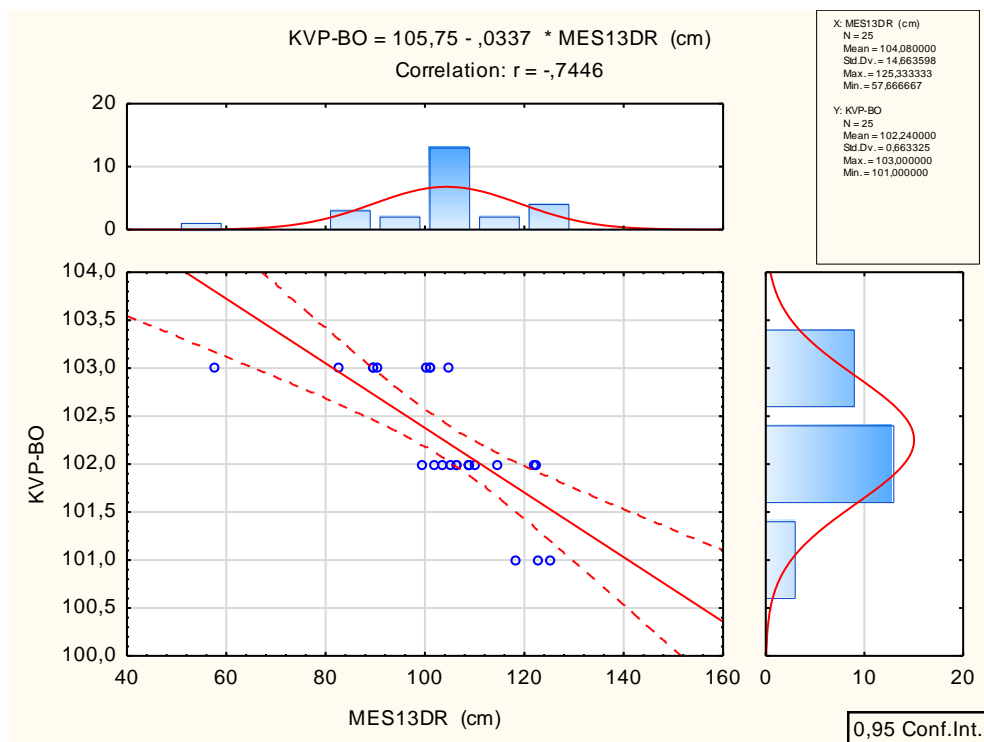 KVP-BO = 105,75 - ,0337 * MES13DR (cm)
Correlation: r = -,7446
X: MES13DR (cm)
N = 25
Mean = 104,080000
Std.Dv. = 14,663598
Max. = 125,333333
Min. = 57,666667
Y: KVP-BO
N = 25
Mean = 102,240000
Std.Dv. = 0,663325
Max. = 103,000000
Min. = 101,000000
20
10
0
104,0
103,5
103,0
102,5
102,0
101,5
101,0
100,5
100,0
KVP-BO
40 60 80 100 120 140 160
MES13DR (cm)
0 10 20
0,95 Conf.Int.